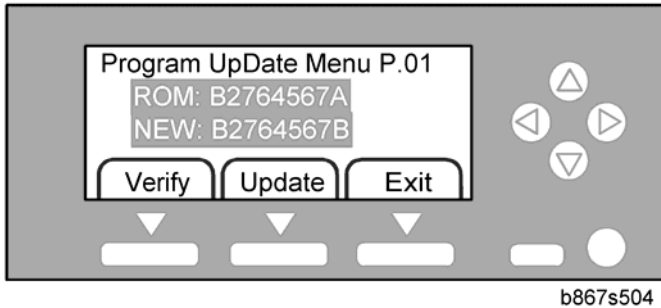 Program UpDate Menu P.01
ROM: B2764567A
NEW: B2764567B
Verify Update Exit
b867s504